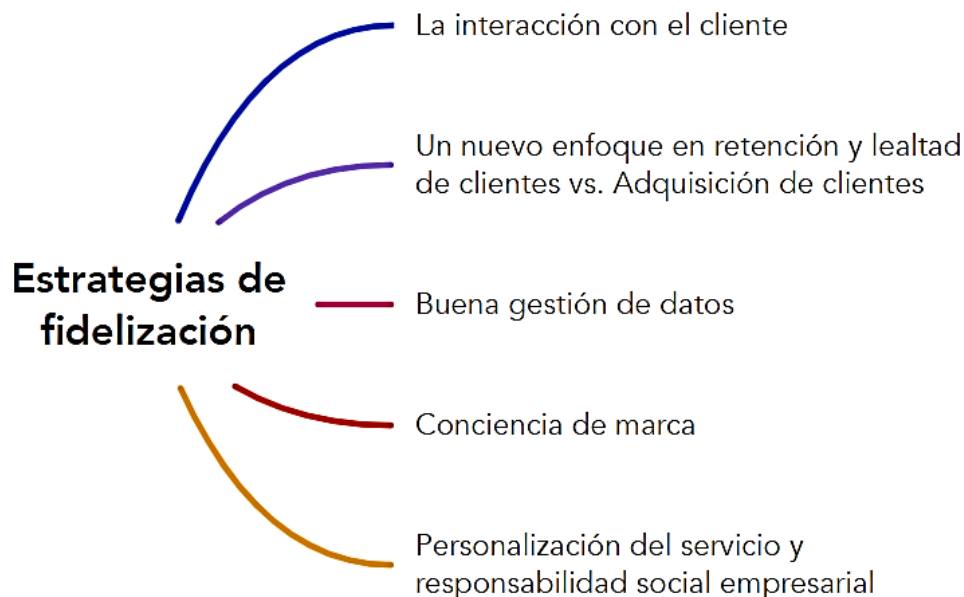 La interacción con el cliente
Un nuevo enfoque en retención y lealtad
de clientes vs. Adquisición de clientes
Estrategias de
fidelización
Buena gestión de datos
Conciencia de marca
Personalización del servicio y
responsabilidad social empresarial